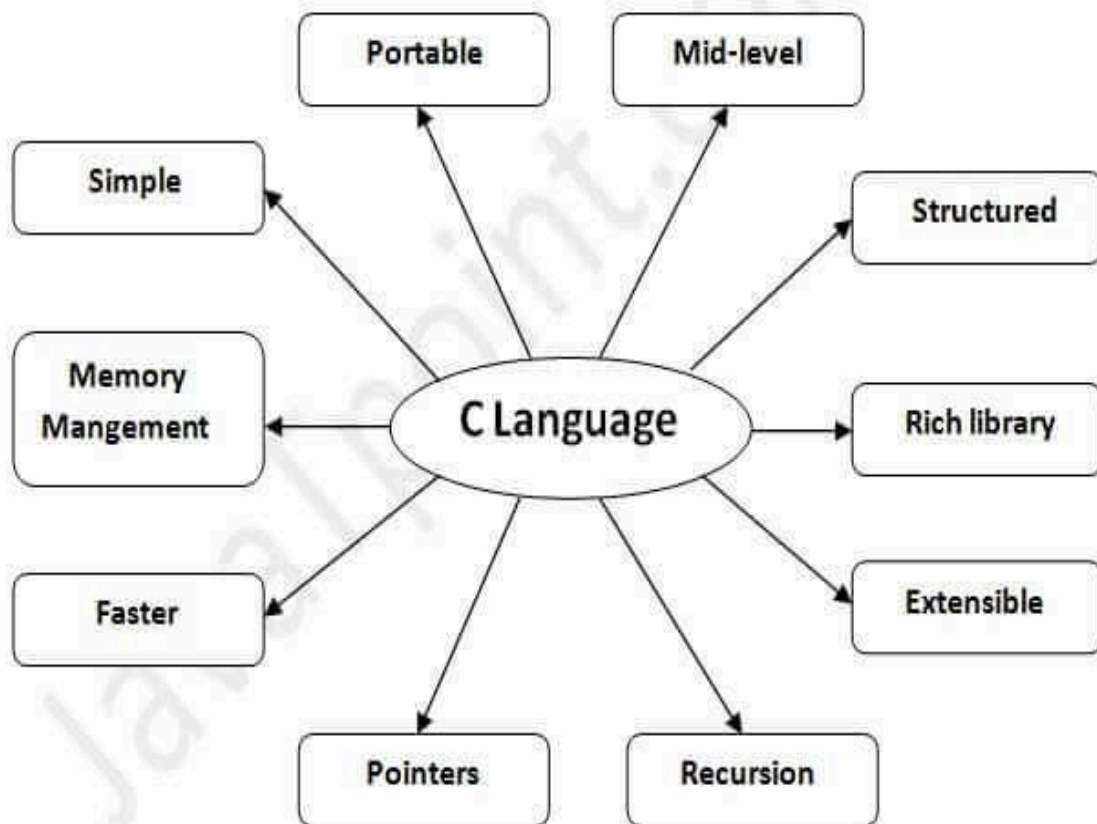 Portable
Mid-level
Simple
Structured
Memory
Mangement
C Language
Rich library
Faster
Extensible
Pointers
Recursion